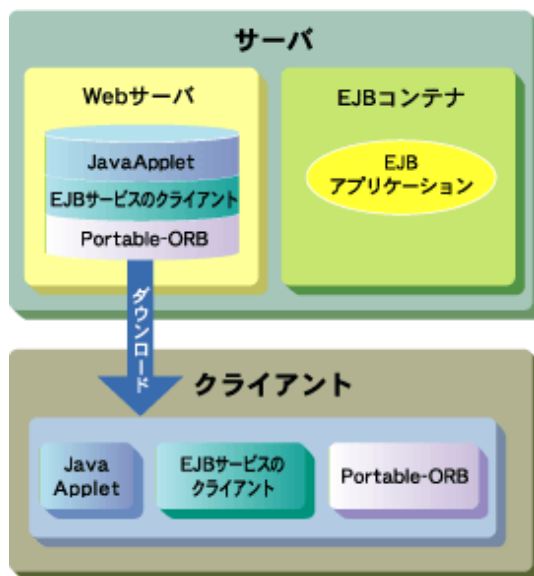 サーバ
Webサーバ
JavaApplet
EJBサービスのクライアント
Portable-ORB
EJBコンテナ
EJB
アプリケーション
ダウンロード
クライアント
Java
Applet
EJBサービスの
クライアント
Portable-ORB